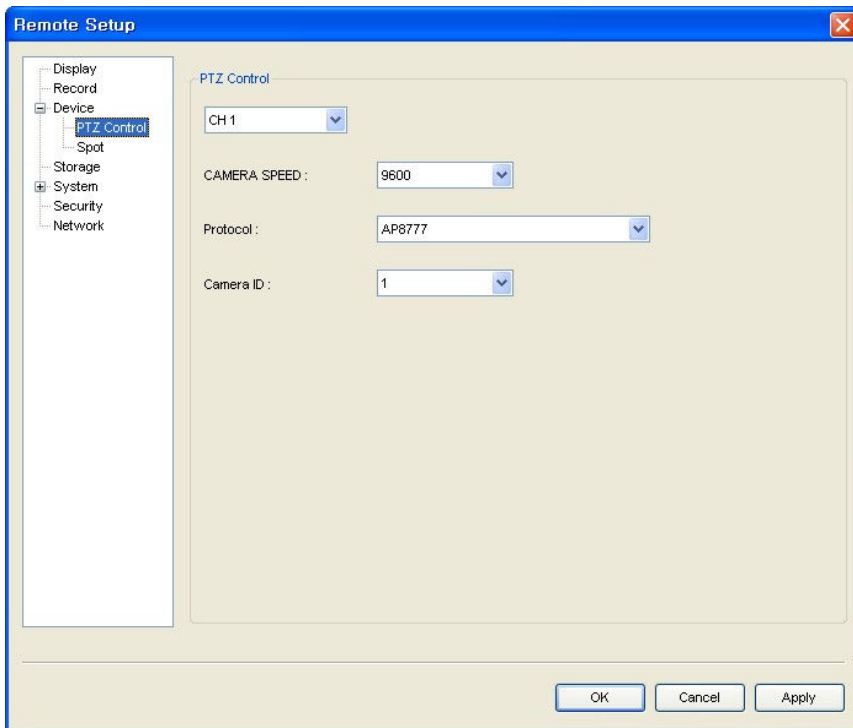 Remote Setup
Display
Record
Device
PTZ Control
Spot
Storage
System
Security
Network
PTZ Control
CH 1
CAMERA SPEED :
9600
Protocol :
AP8777
Camera ID :
1
OK
Cancel
Apply